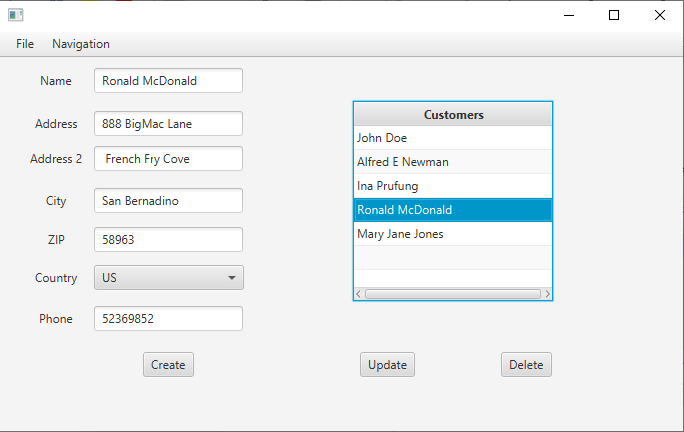 File Navigation
Name Ronald McDonald
Address 888 BigMac Lane
Address 2 French Fry Cove
City San Bernadino
ZIP 58963
Country US
Phone 52369852
Customers
John Doe
Alfred E Newman
Ina Prufung
Ronald McDonald
Mary Jane Jones
Create Update Delete